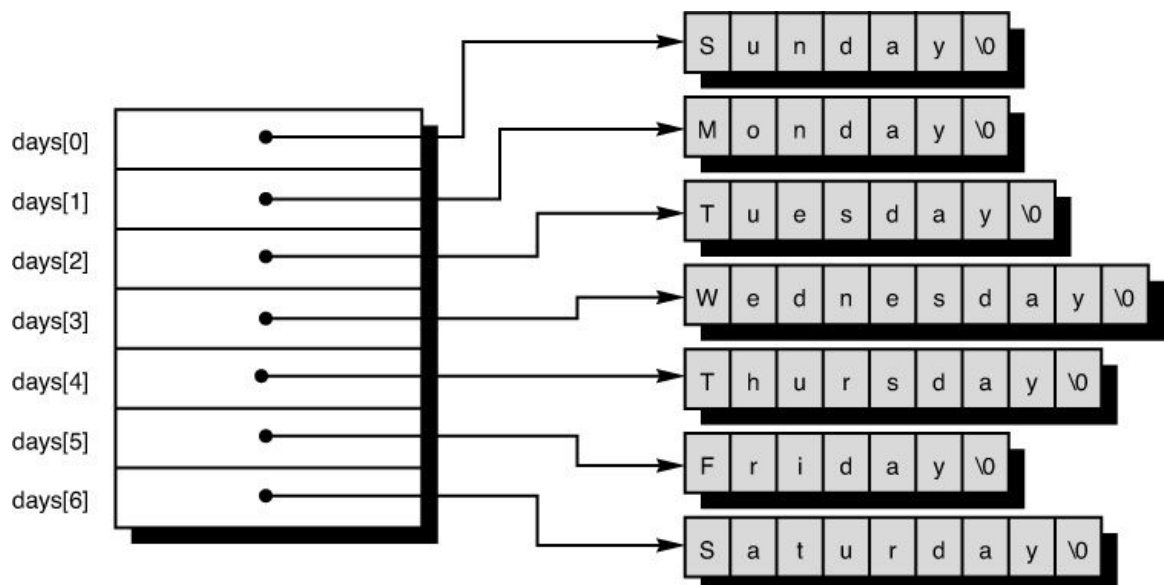 S u n d a y \0
days[0]
M o n d a y \0
days[1]
T u e s d a y \0
days[2]
W e d n e s d a y \0
days[3]
T h u r s d a y \0
days[4]
F r i d a y \0
days[5]
S a t u r d a y \0
days[6]